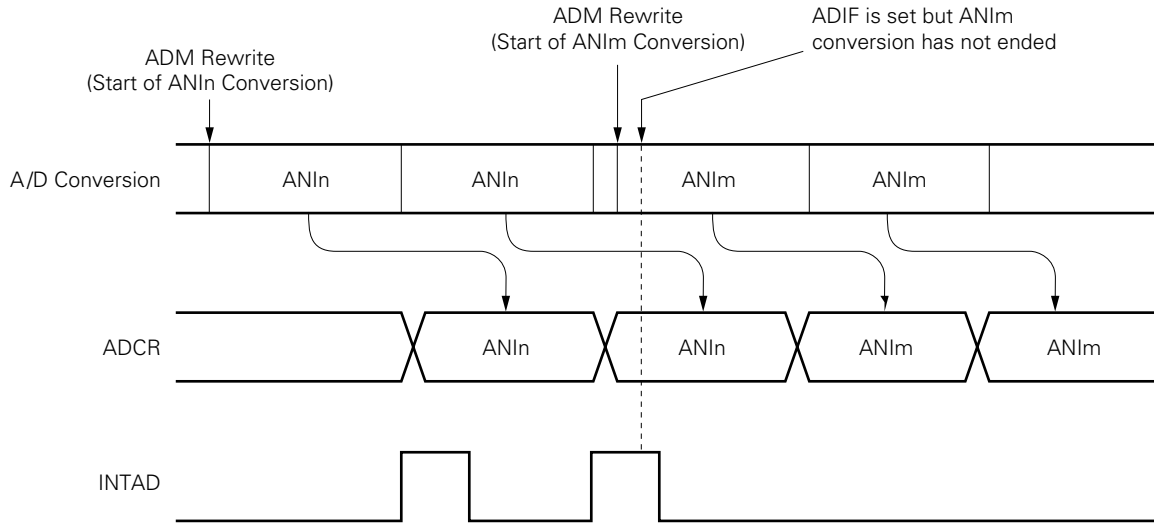 ADM Rewrite
(Start of ANIn Conversion)
ADM Rewrite
(Start of ANIm Conversion)
ADIF is set but ANIm
conversion has not ended
A/D Conversion
ANIn
ANIn
ANIm
ANIm
ADCR
ANIn
ANIn
ANIm
ANIm
INTAD